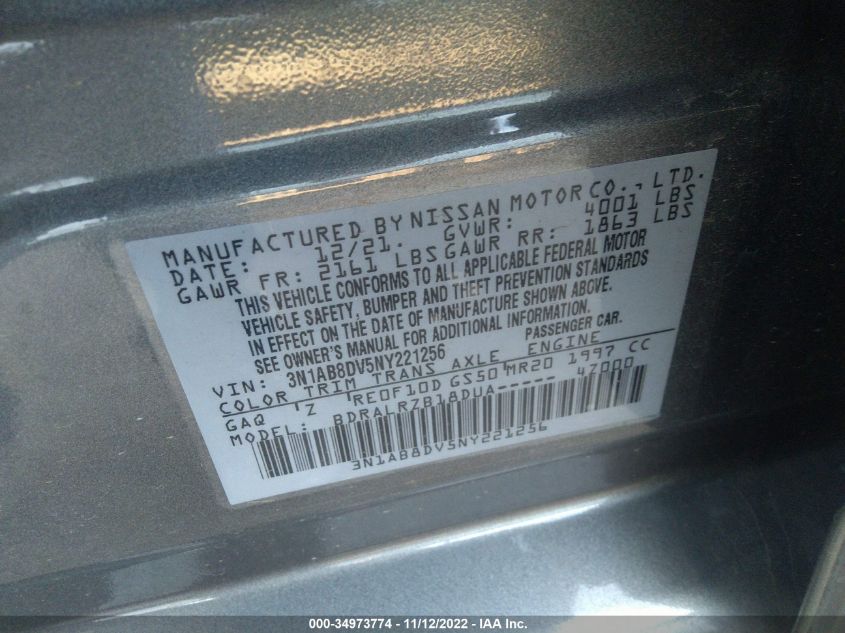 MANUFACTURED BY NISSAN MOTOR CO., LTD.
DATE: 12/21. GVWR: 4001 LBS
GAWR FR: 2161 LBS GAWR RR: 1863 LBS
THIS VEHICLE CONFORMS TO ALL APPLICABLE FEDERAL MOTOR
VEHICLE SAFETY, BUMPER AND THEFT PREVENTION STANDARDS
IN EFFECT ON THE DATE OF MANUFACTURE SHOWN ABOVE.
SEE OWNER'S MANUAL FOR ADDITIONAL INFORMATION.
VIN: 3N1AB8DV5NY221256 PASSENGER CAR.
COLOR TRIM TRANS AXLE ENGINE
GAQ Z RE0F10D GS50 MR20 1997 CC
MODEL: BDRALRZB18DUA----- 4Z000
3N1AB8DV5NY221256
000-34973774 - 11/12/2022 - IAA Inc.